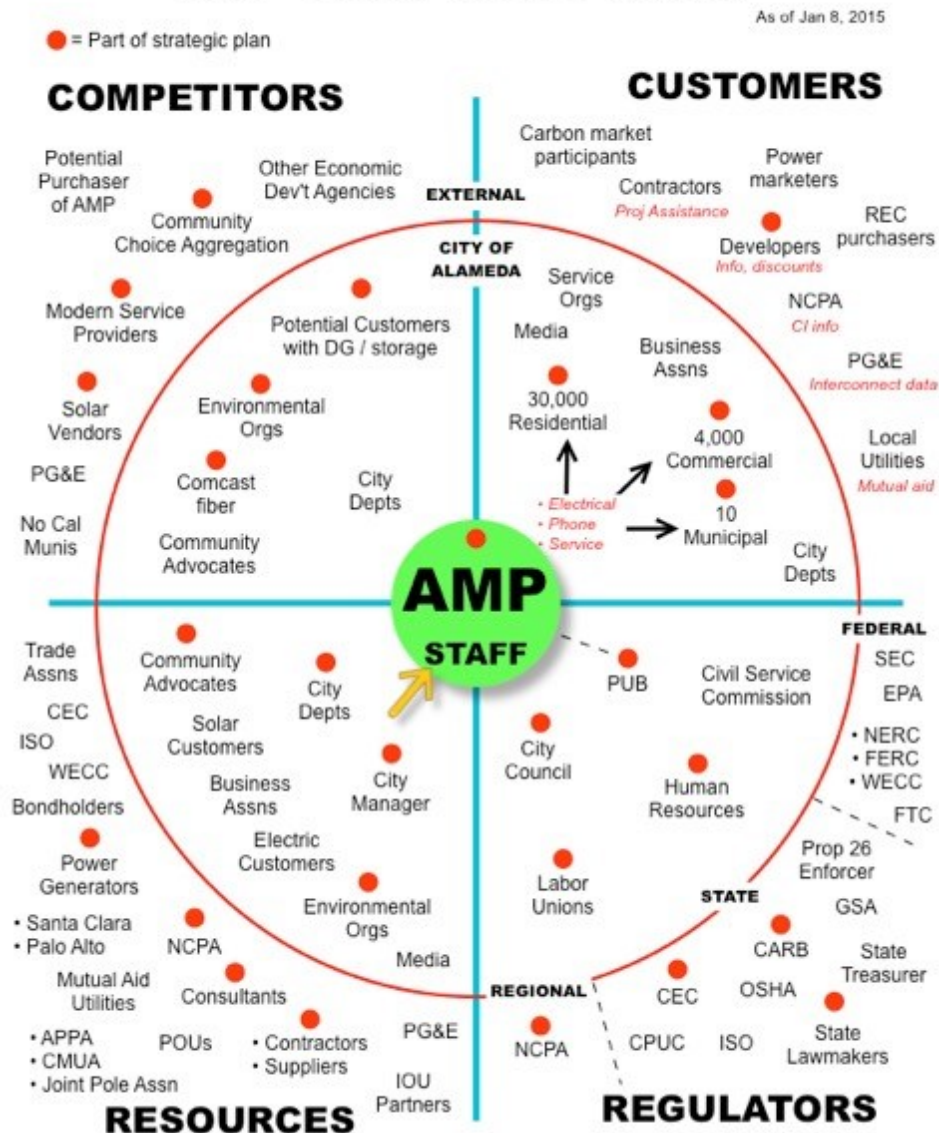 As of Jan 8, 2015
= Part of strategic plan
COMPETITORS
CUSTOMERS
Potential
Purchaser
of AMP
Other Economic
Dev't Agencies
Community
Choice Aggregation
Modern Service
Providers
Solar
Vendors
PG&E
No Cal
Munis
EXTERNAL
CITY OF
ALAMEDA
Potential Customers
with DG / storage
Environmental
Orgs
Comcast
fiber
City
Depts
Community
Advocates
Carbon market
participants
Contractors
Proj Assistance
Power
marketers
Developers
Info, discounts
REC
purchasers
NCPA
CI info
PG&E
Interconnect data
Local
Utilities
Mutual aid
Service
Orgs
Media
Business
Assns
30,000
Residential
4,000
Commercial
10
Municipal
• Electrical
• Phone
• Service
City
Depts
AMP
STAFF
Trade
Assns
CEC
ISO
WECC
Bondholders
Power
Generators
• Santa Clara
• Palo Alto
NCPA
Mutual Aid
Utilities
Consultants
• APPA
• CMUA
• Joint Pole Assn
POUs
• Contractors
• Suppliers
PG&E
IOU
Partners
Community
Advocates
City
Depts
Solar
Customers
City
Manager
Business
Assns
Electric
Customers
Environmental
Orgs
Media
RESOURCES
PUB
Civil Service
Commission
City
Council
Human
Resources
Labor
Unions
FEDERAL
SEC
EPA
• NERC
• FERC
• WECC
FTC
Prop 26
Enforcer
STATE
GSA
CARB
State
Treasurer
CEC
OSHA
CPUC
ISO
State
Lawmakers
REGIONAL
NCPA
REGULATORS